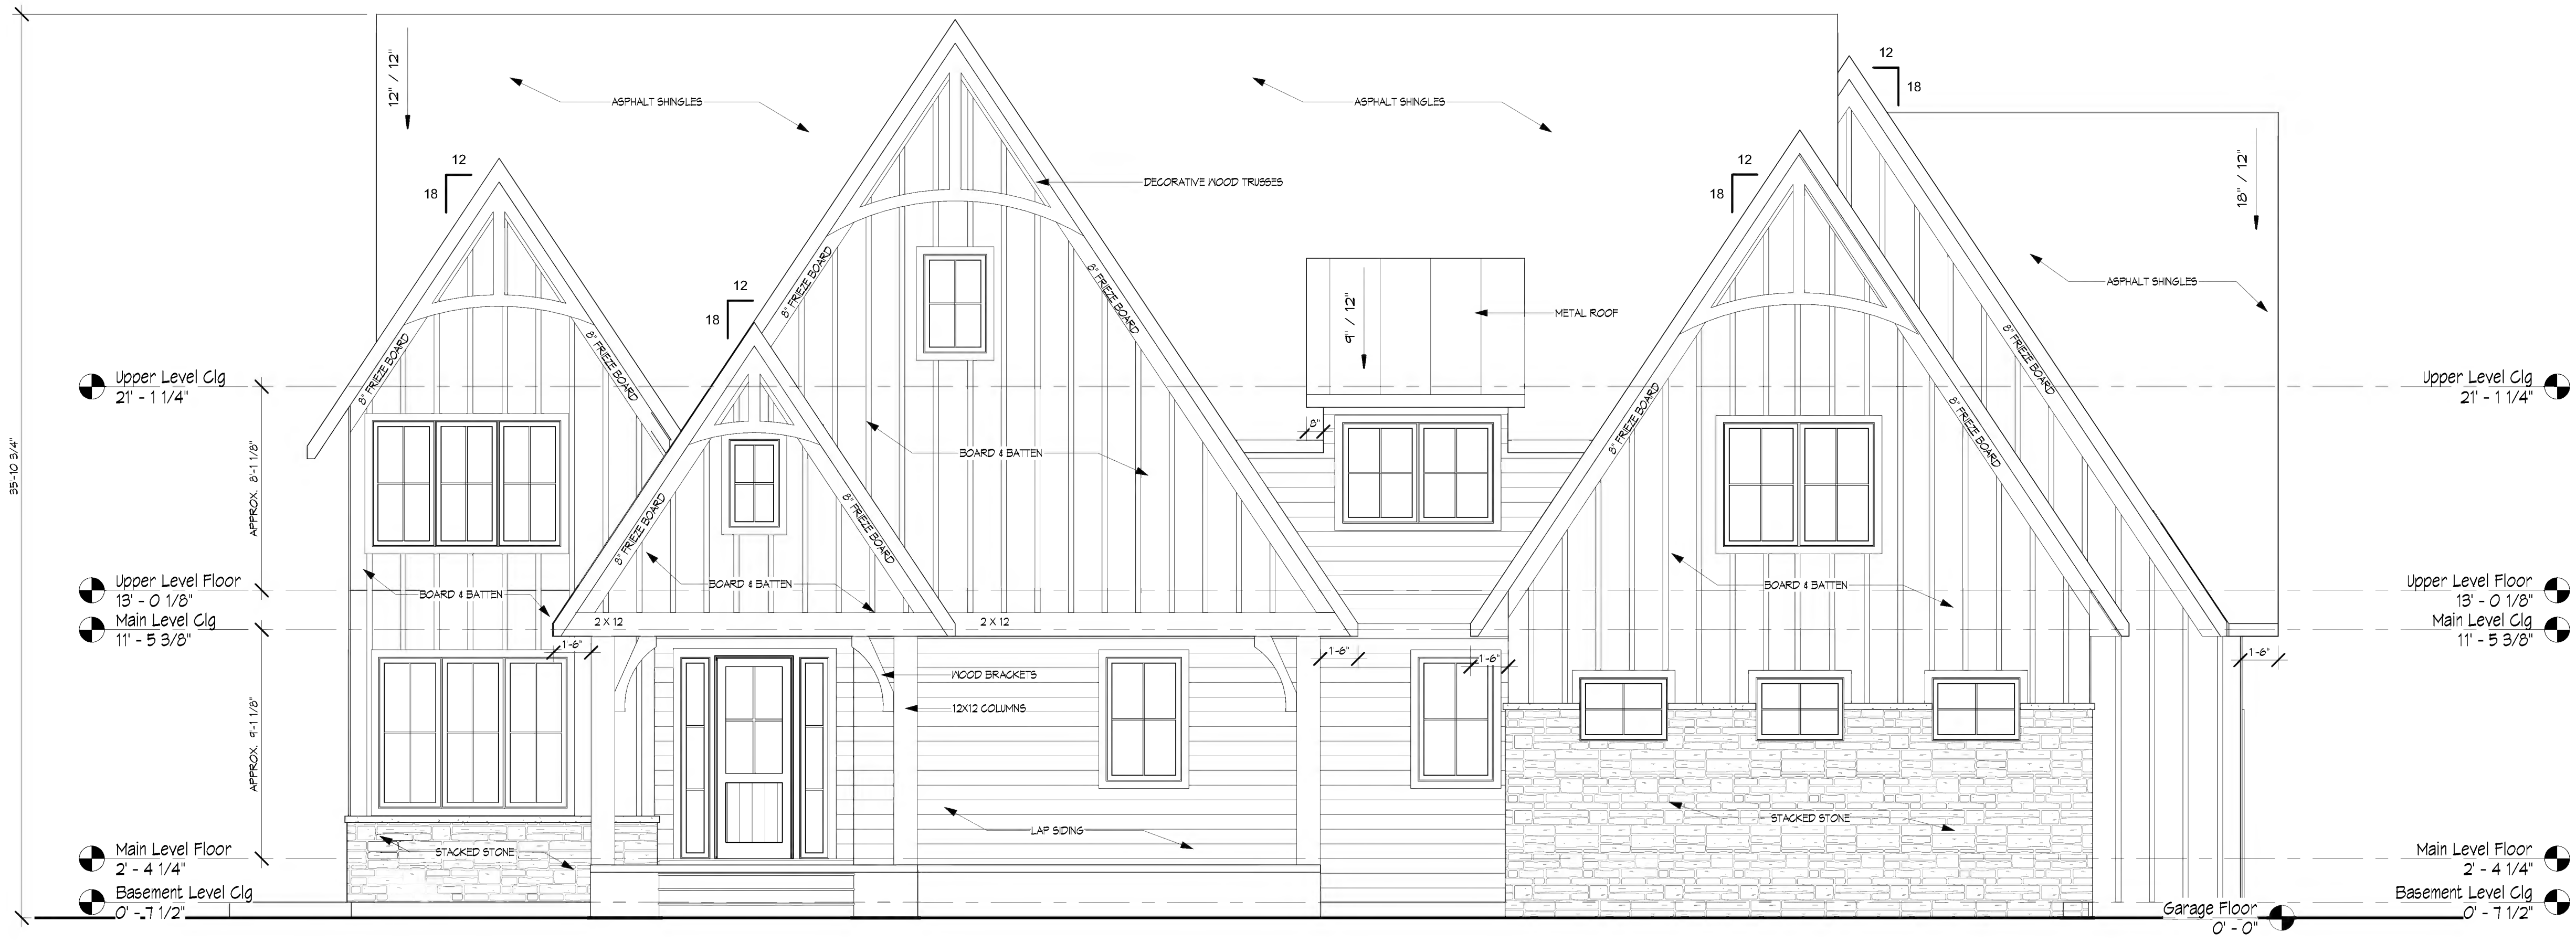 12" / 12"
ASPHALT SHINGLES
ASPHALT SHINGLES
12
18
12
18
DECORATIVE WOOD TRUSSES
12
18
18" / 12"
8" FRIEZE BOARD
8" FRIEZE BOARD
ASPHALT SHINGLES
12
18
9" / 12"
METAL ROOF
8" FRIEZE BOARD
8" FRIEZE BOARD
8" FRIEZE BOARD
Upper Level Clg
21' - 1 1/4"
Upper Level Clg
21' - 1 1/4"
8" FRIEZE BOARD
8" FRIEZE BOARD
8"
35'-10 3/4"
APPROX. 8'-1 1/8"
BOARD & BATTEN
8" FRIEZE BOARD
8" FRIEZE BOARD
Upper Level Floor
13' - 0 1/8"
BOARD & BATTEN
BOARD & BATTEN
BOARD & BATTEN
Upper Level Floor
13' - 0 1/8"
Main Level Clg
11' - 5 3/8"
2 X 12
2 X 12
Main Level Clg
11' - 5 3/8"
1'-6"
1'-6"
1'-6"
1'-6"
WOOD BRACKETS
12X12 COLUMNS
APPROX. 9'-1 1/8"
STACKED STONE
LAP SIDING
Main Level Floor
2' - 4 1/4"
STACKED STONE
Main Level Floor
2' - 4 1/4"
Basement Level Clg
0' - 7 1/2"
Basement Level Clg
0' - 7 1/2"
Garage Floor
0' - 0"